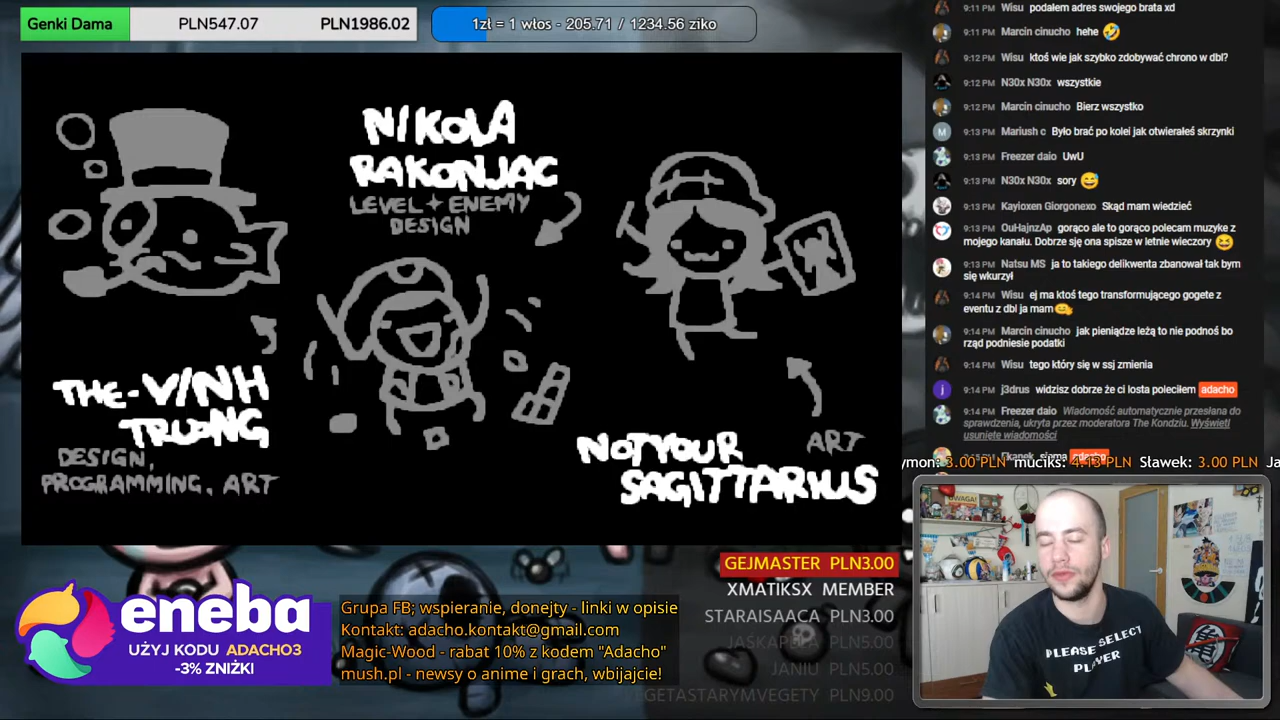 Genki Dama PLN547.07 PLN1986.02
1zł = 1 włos - 205.71 / 1234.56 ziko
NIKOLA
RAKONJAC
LEVEL + ENEMY
DESIGN
THE-VINH
TRUONG
DESIGN,
PROGRAMMING, ART
ART
NOTYOUR
SAGITTARIUS
9:11 PM Wisu podałem adres swojego brata xd
9:11 PM Marcin cinucho hehe 🤣
9:12 PM Wisu ktoś wie jak szybko zdobywać chrono w dbl?
9:12 PM N30x N30x wszystkie
9:12 PM Marcin cinucho Bierz wszystko
9:13 PM Mariush c Było brać po kolei jak otwierałeś skrzynki
9:13 PM Freezer daio UwU
9:13 PM N30x N30x sory 😅
9:13 PM Kayioxen Giorgonexo Skąd mam wiedzieć
9:13 PM OuHajnzAp gorąco ale to gorąco polecam muzykę z
mojego kanału. Dobrze się ona spisze w letnie wieczory 😆
9:13 PM Natsu MS ja to takiego delikwenta zbanował tak bym
się wkurzył
9:14 PM Wisu ej ma ktoś tego transformującego gogete z
eventu z dbl ja mam
9:14 PM Marcin cinucho jak pieniądze leżą to nie podnoś bo
rząd podniesie podatki
9:14 PM Wisu tego który się w ssj zmienia
9:14 PM j3drus widzisz dobrze że ci losta poleciłem adacho
9:14 PM Freezer daio Wiadomość automatycznie przesłana do
sprawdzenia, ukryta przez moderatora The Kondziu. Wyświetl
usunięte wiadomości
adacho
ymon: 3.00 PLN muciks: 4.13 PLN Sławek: 3.00 PLN Ja
UWAGA!
PLEASE SELECT
PLAYER
GEJMASTER PLN3.00
XMATIKSX MEMBER
STARAISAACA PLN3.00
JASKAPELA PLN5.00
JANIU PLN5.00
EGETASTARYMVEGETY PLN9.00
eneba
UŻYJ KODU ADACHO3
-3% ZNIŻKI
Grupa FB; wspieranie, donejty - linki w opisie
Kontakt: adacho.kontakt@gmail.com
Magic-Wood - rabat 10% z kodem "Adacho"
mush.pl - newsy o anime i grach, wbijajcie!